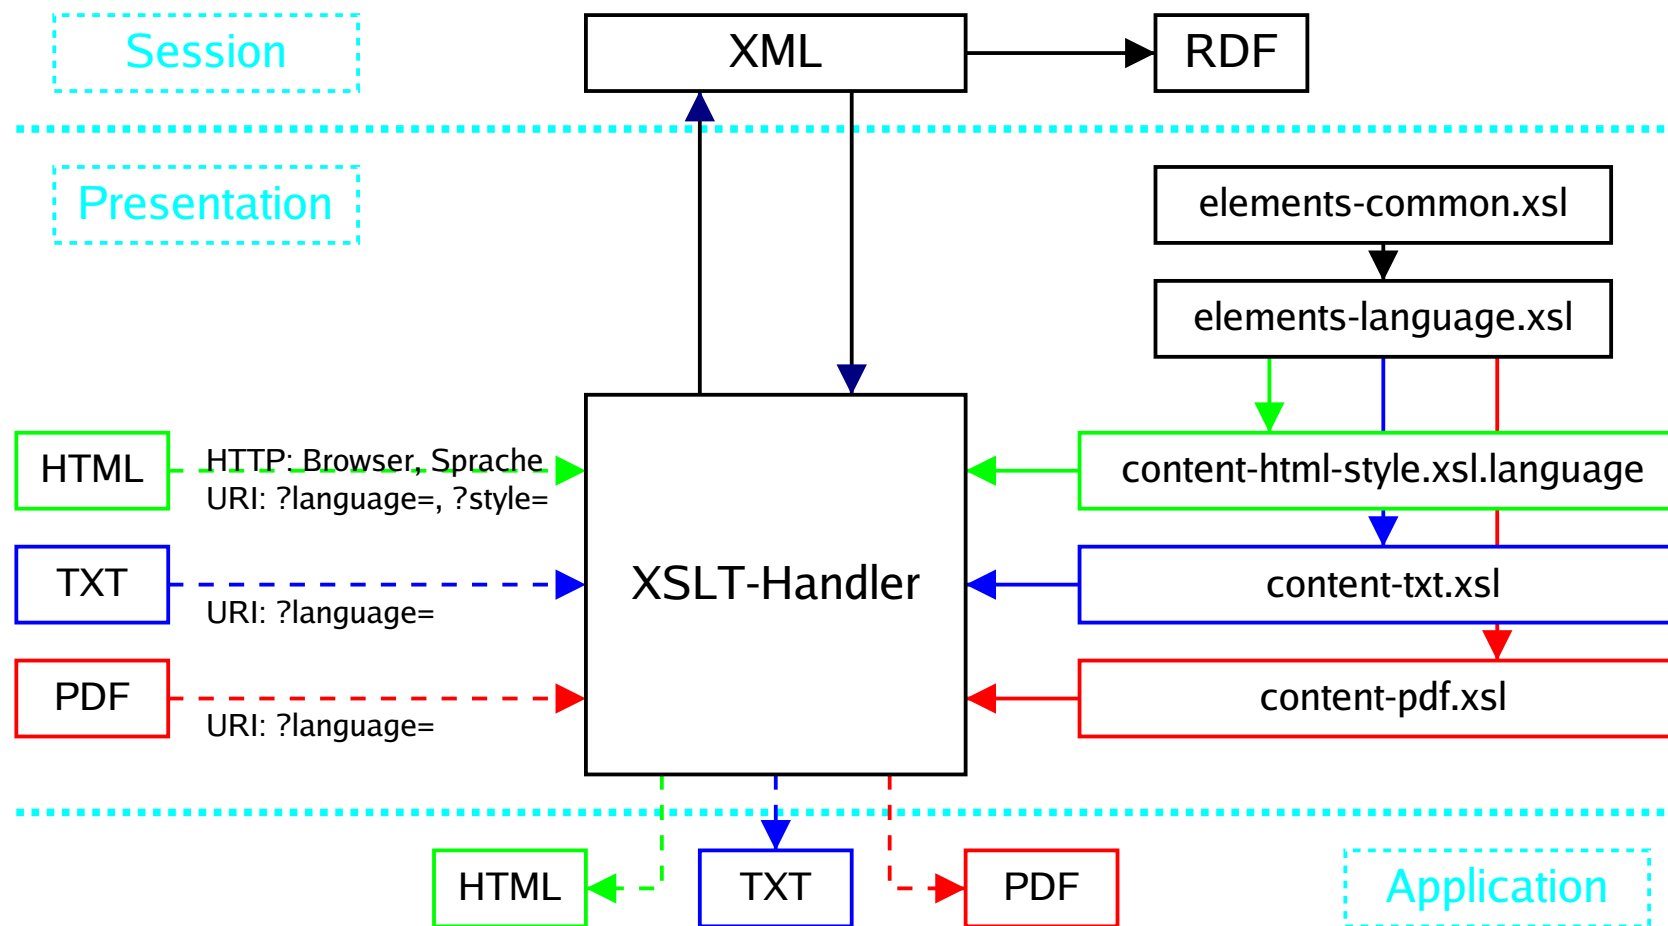 Session
XML
RDF
Presentation
elements-common.xsl
elements-language.xsl
HTML
HTTP: Browser, Sprache
URI: ?language=, ?style=
content-html-style.xsl.language
TXT
URI: ?language=
XSLT-Handler
content-txt.xsl
PDF
URI: ?language=
content-pdf.xsl
HTML
TXT
PDF
Application